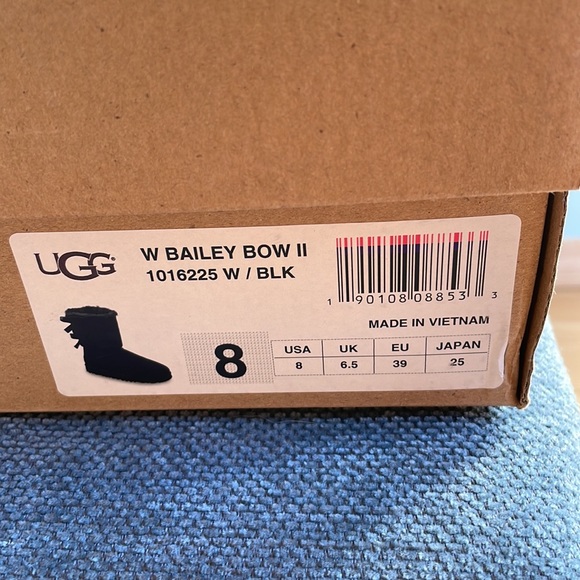 UGG®
W BAILEY BOW II
1016225 W / BLK
1 90108 08853 3
MADE IN VIETNAM
8
USA UK EU JAPAN
8 6.5 39 25